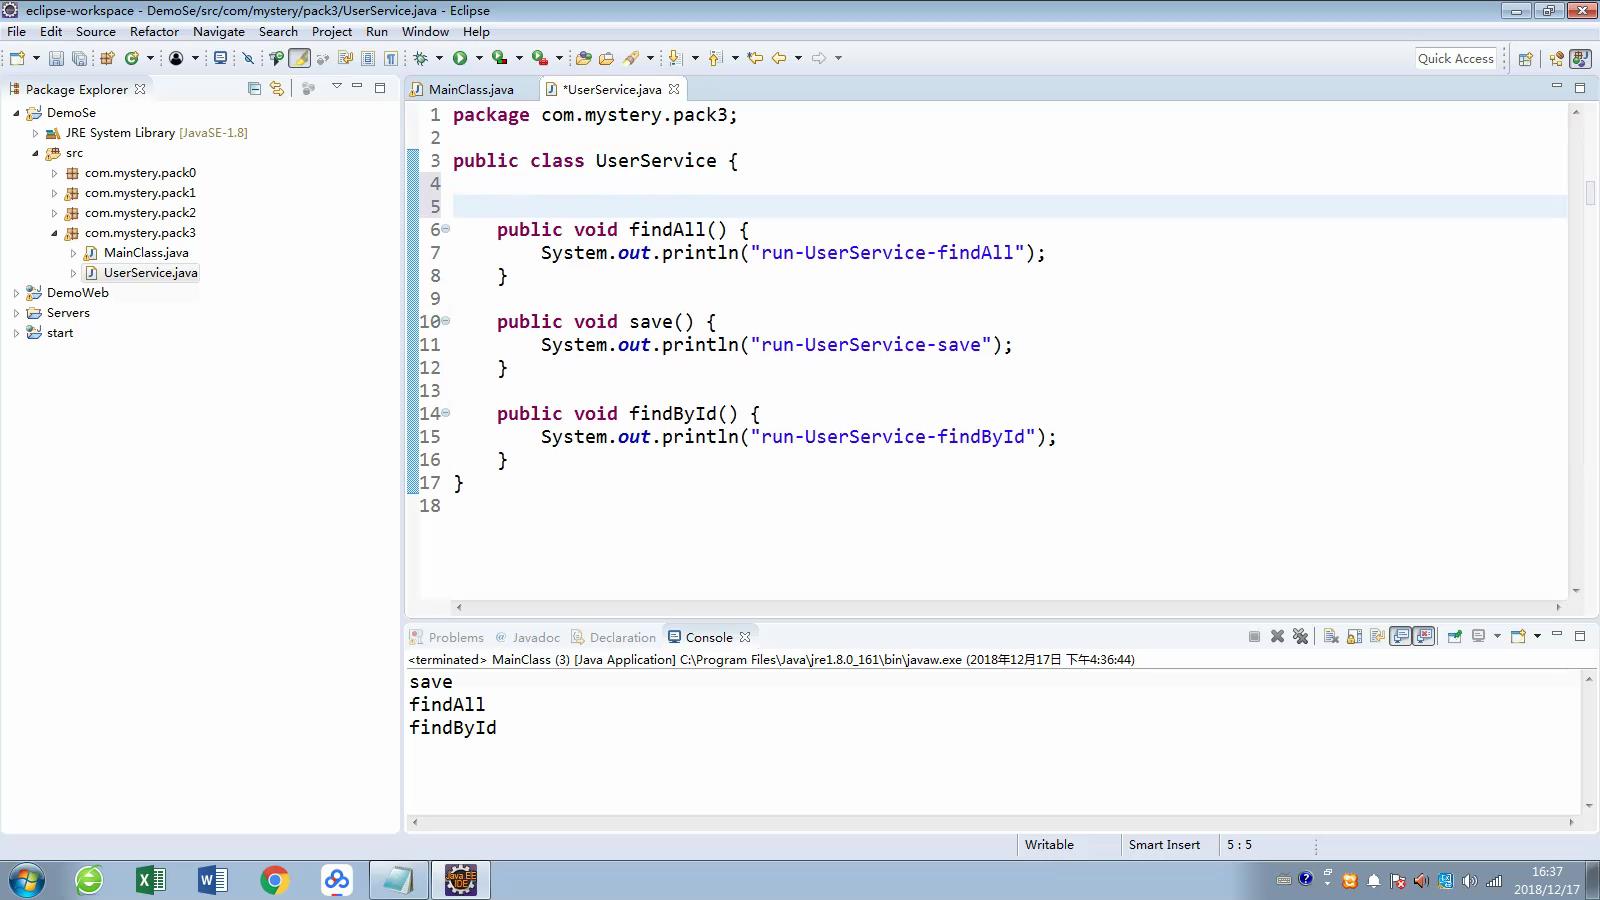 eclipse-workspace - DemoSe/src/com/mystery/pack3/UserService.java - Eclipse
File Edit Source Refactor Navigate Search Project Run Window Help
Quick Access
Package Explorer
DemoSe
JRE System Library [JavaSE-1.8]
src
com.mystery.pack0
com.mystery.pack1
com.mystery.pack2
com.mystery.pack3
MainClass.java
UserService.java
DemoWeb
Servers
start
MainClass.java *UserService.java
1 package com.mystery.pack3;
2
3 public class UserService {
4
5
6 public void findAll() {
7 System.out.println("run-UserService-findAll");
8 }
9
10 public void save() {
11 System.out.println("run-UserService-save");
12 }
13
14 public void findById() {
15 System.out.println("run-UserService-findById");
16 }
17 }
18
Problems @ Javadoc Declaration Console
<terminated> MainClass (3) [Java Application] C:\Program Files\Java\jre1.8.0_161\bin\javaw.exe (2018年12月17日 下午4:36:44)
save
findAll
findById
Writable Smart Insert 5 : 5
Java EE
IDE
16:37
2018/12/17